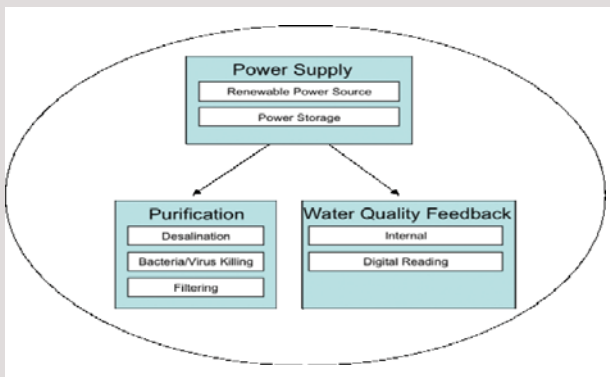 Power Supply
Renewable Power Source
Power Storage
Purification
Desalination
Bacteria/Virus Killing
Filtering
Water Quality Feedback
Internal
Digital Reading